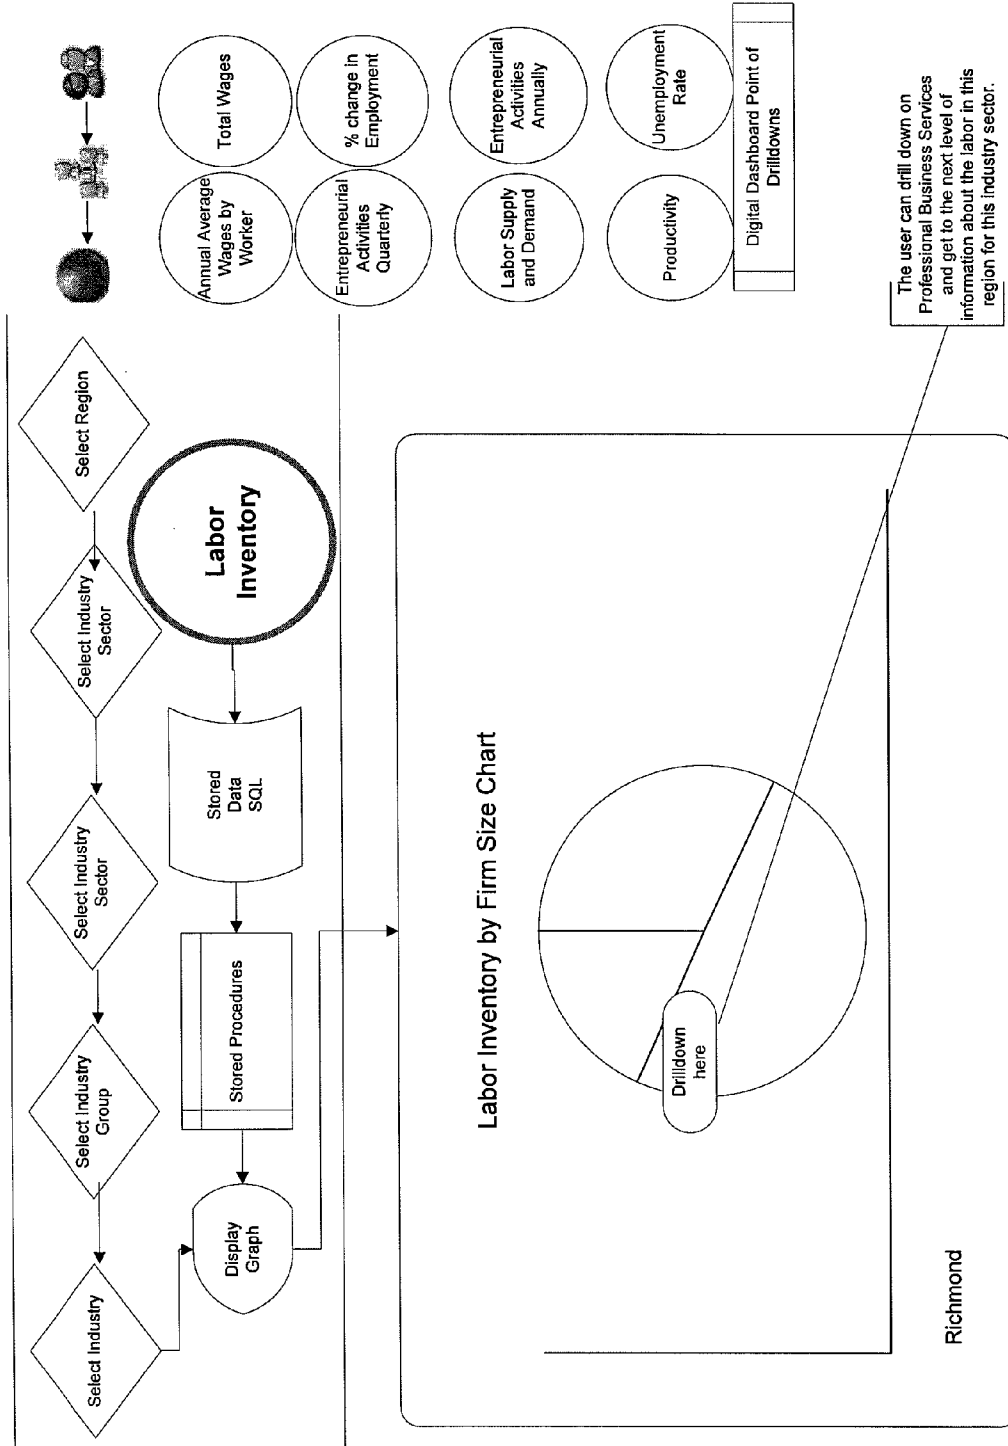 Select Industry
Select Industry
Group
Select Industry
Sector
Select Industry
Sector
Select Region
Display
Graph
Stored Procedures
Stored
Data
SQL
Labor
Inventory
Annual Average
Wages by
Worker
Total Wages
Entrepreneurial
Activities
Quarterly
% change in
Employment
Labor Supply
and Demand
Entrepreneurial
Activities
Annually
Productivity
Unemployment
Rate
Digital Dashboard Point of
Drilldowns
Labor Inventory by Firm Size Chart
Drilldown
here
Richmond
The user can drill down on
Professional Business Services
and get to the next level of
information about the labor in this
region for this industry sector.